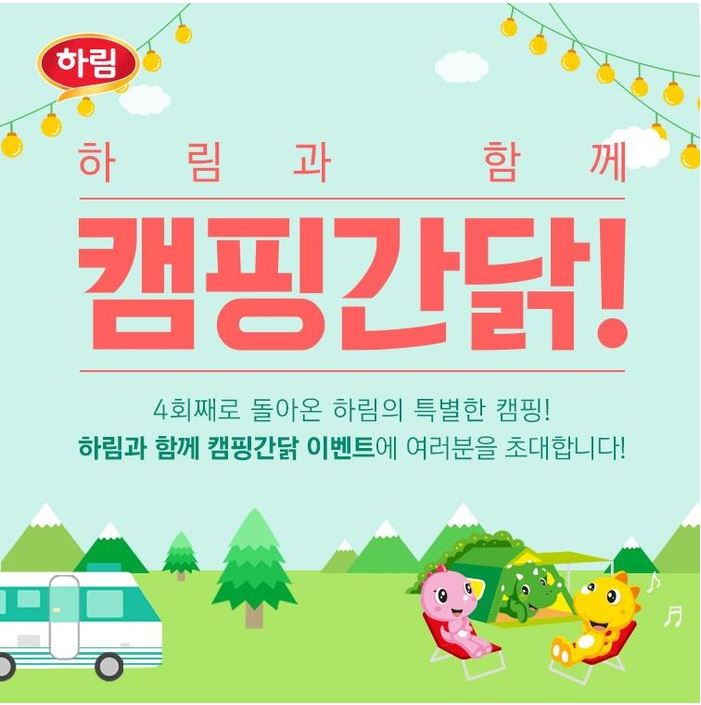 하림
하림과 함께
캠핑간닭!
4회째로 돌아온 하림의 특별한 캠핑!
하림과 함께 캠핑간닭 이벤트에 여러분을 초대합니다!